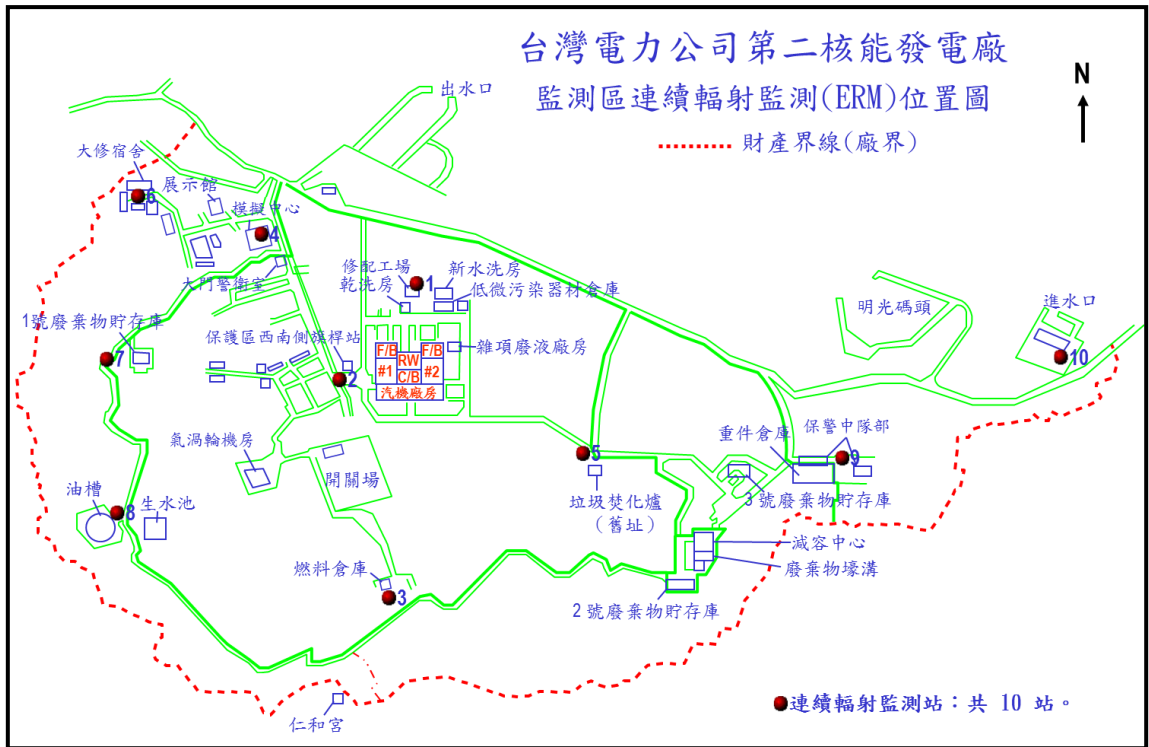 台灣電力公司第二核能發電廠
監測區連續輻射監測(ERM)位置圖
財產界線(廠界)
N
出水口
大修宿舍
6
展示館
模擬中心
4
大門警衛室
修配工場
1
新水洗房
乾洗房
低微污染器材倉庫
明光碼頭
進水口
10
1號廢棄物貯存庫
7
保護區西南側旗桿站
2
雜項廢液廠房
F/B
RW
F/B
#1
C/B
#2
汽機廠房
氣渦輪機房
開關場
5
重件倉庫
保警中隊部
9
垃圾焚化爐
(舊址)
3號廢棄物貯存庫
油槽
生水池
8
減容中心
廢棄物壕溝
燃料倉庫
3
2號廢棄物貯存庫
仁和宮
連續輻射監測站：共 10 站。